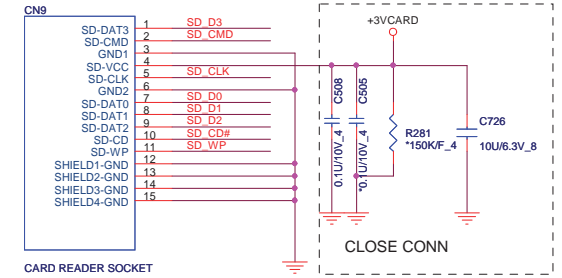 CN9
+3VCARD
SD-DAT3 1 SD_D3
SD-CMD 2 SD_CMD
GND1 3
SD-VCC 4
SD-CLK 5 SD_CLK
GND2 6
SD-DAT0 7 SD_D0
SD-DAT1 8 SD_D1
SD-DAT2 9 SD_D2
SD-CD 10 SD_CD#
SD-WP 11 SD_WP
SHIELD1-GND 12
SHIELD2-GND 13
SHIELD3-GND 14
SHIELD4-GND 15
CARD READER SOCKET
C508
0.1U/10V_4
C505
*0.1U/10V_4
R281
*150K/F_4
C726
10U/6.3V_8
CLOSE CONN